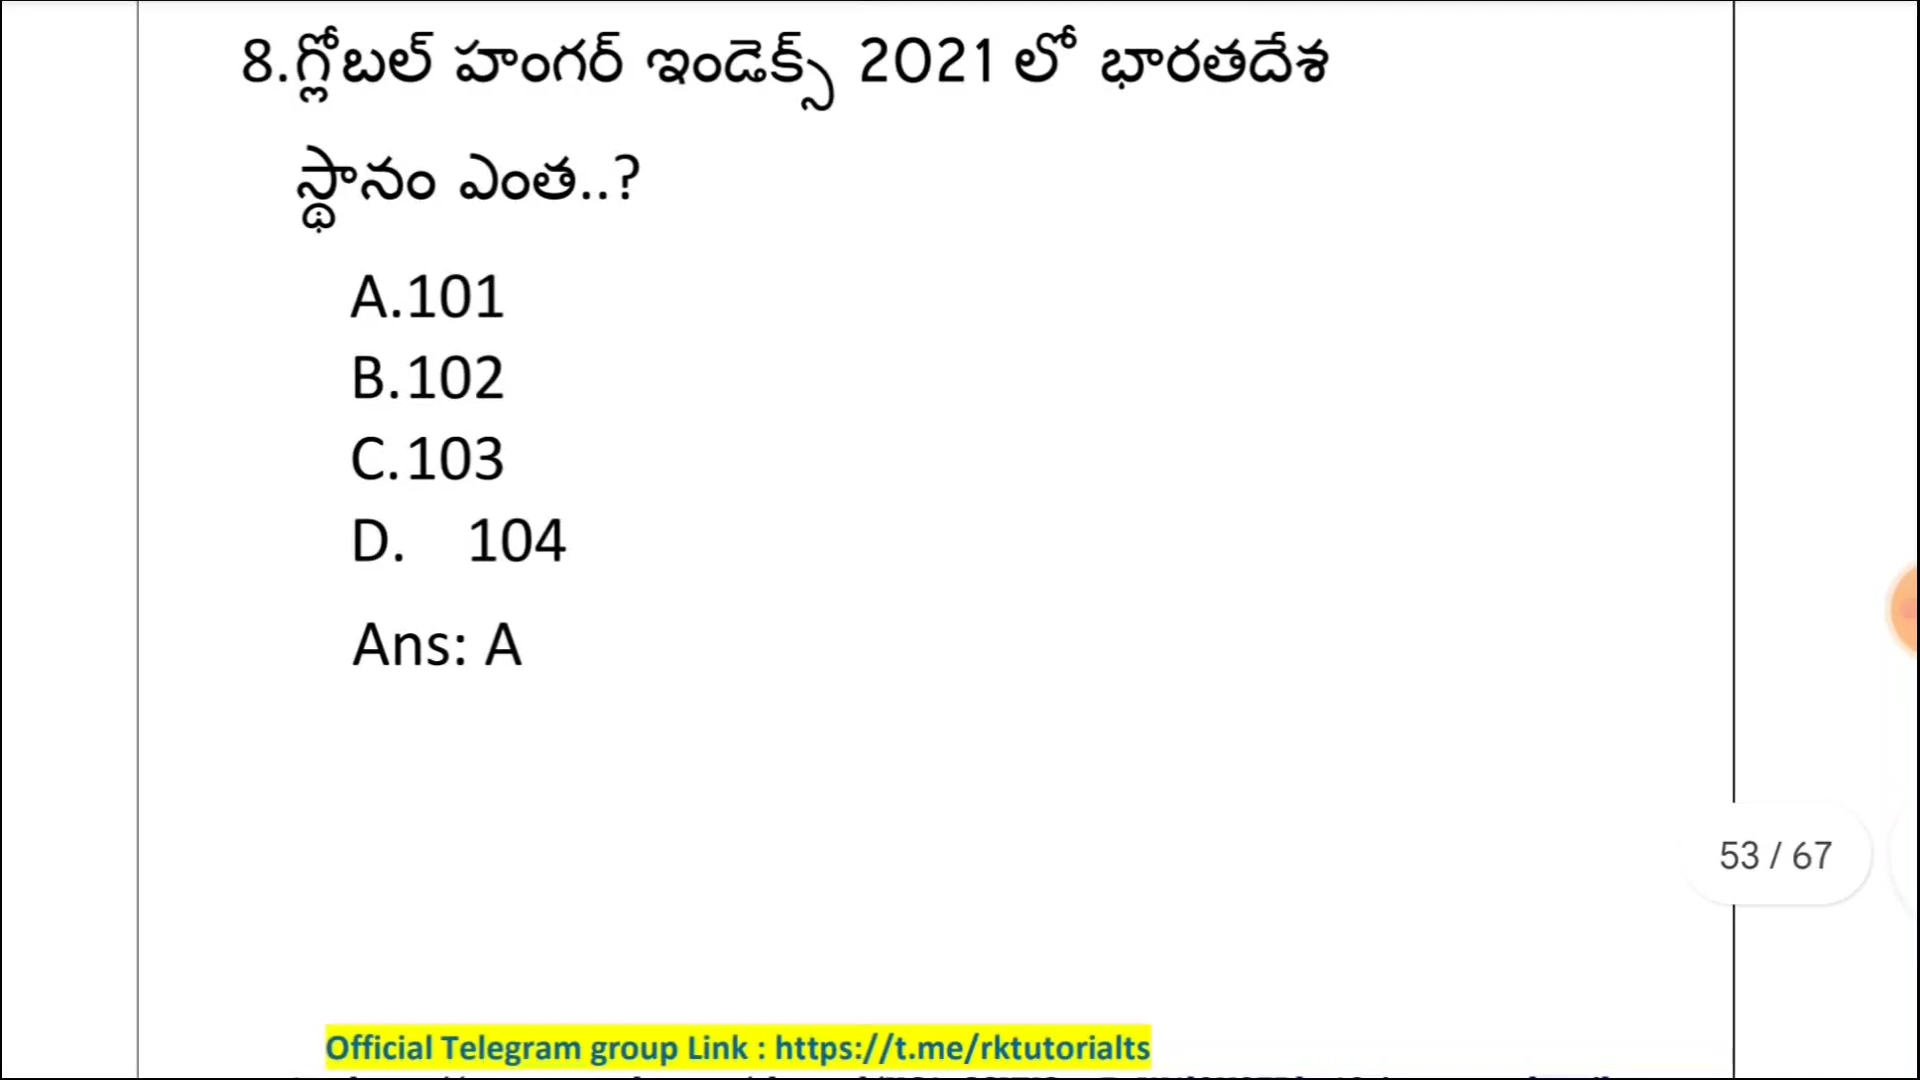 8.గ్లోబల్ హంగర్ ఇండెక్స్ 2021 లో భారతదేశ
స్థానం ఎంత..?
A.101
B.102
C.103
D. 104
Ans: A
53 / 67
Official Telegram group Link : https://t.me/rktutorialts